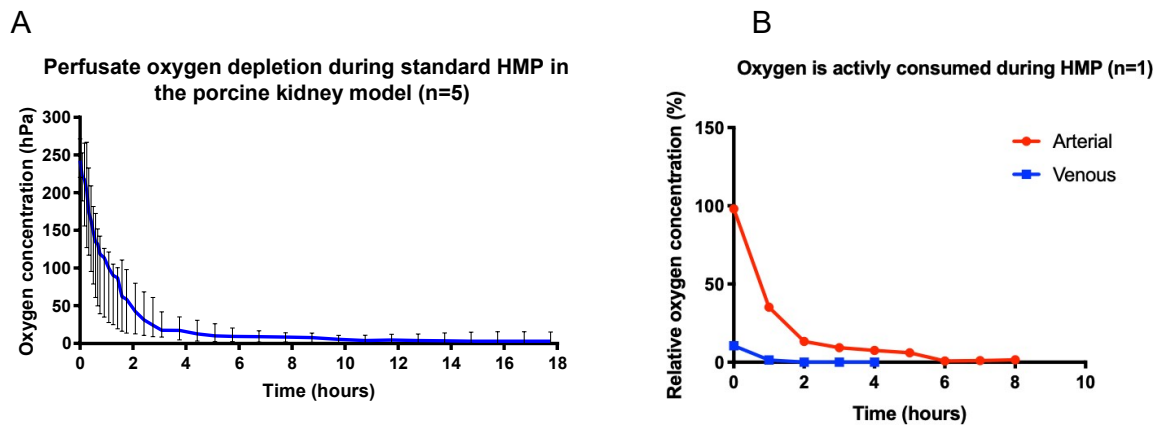 A
Perfusate oxygen depletion during standard HMP in
the porcine kidney model (n=5)
Oxygen concentration (hPa)
300
250
200
150
100
50
0
0 2 4 6 8 10 12 14 16 18
Time (hours)
B
Oxygen is activly consumed during HMP (n=1)
Relative oxygen concentration (%)
150
100
50
0
0 2 4 6 8 10
Time (hours)
Arterial
Venous